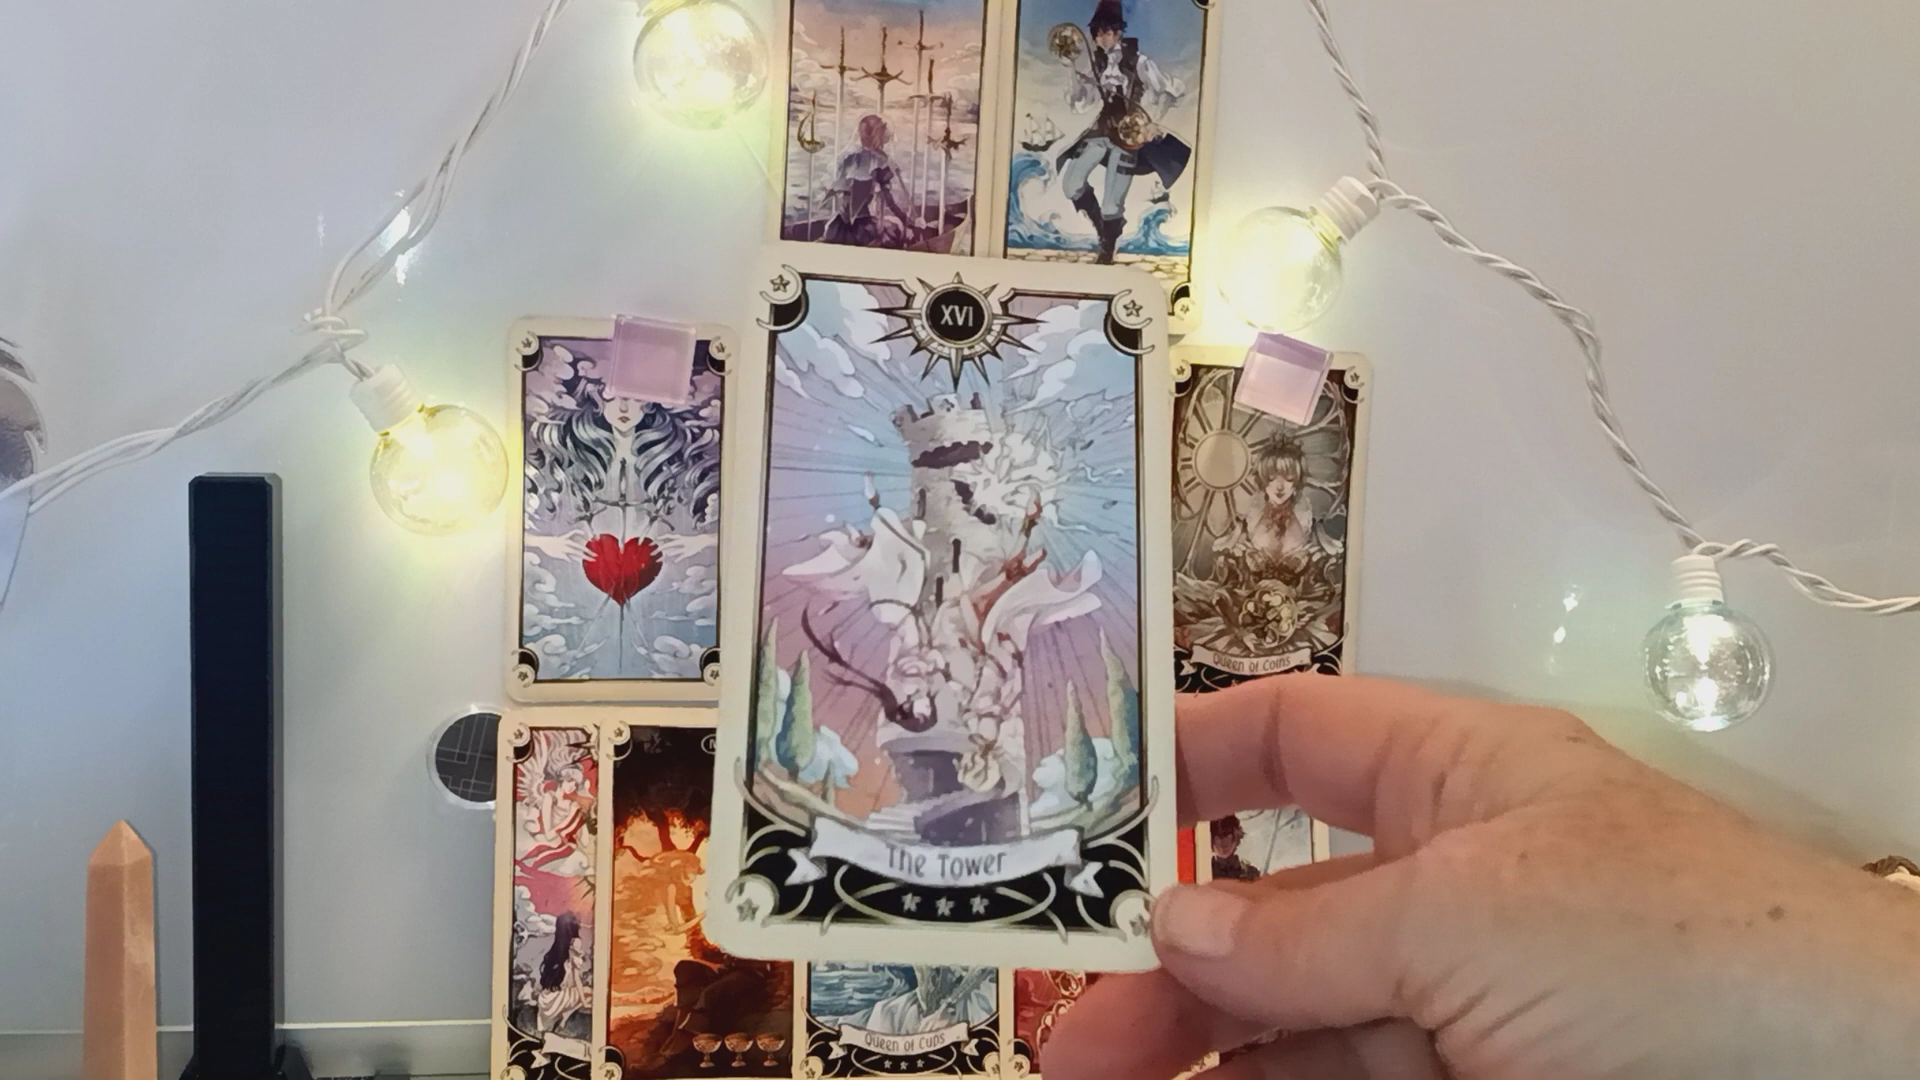 XVI
Queen of Coins
The Tower
Queen of Cups